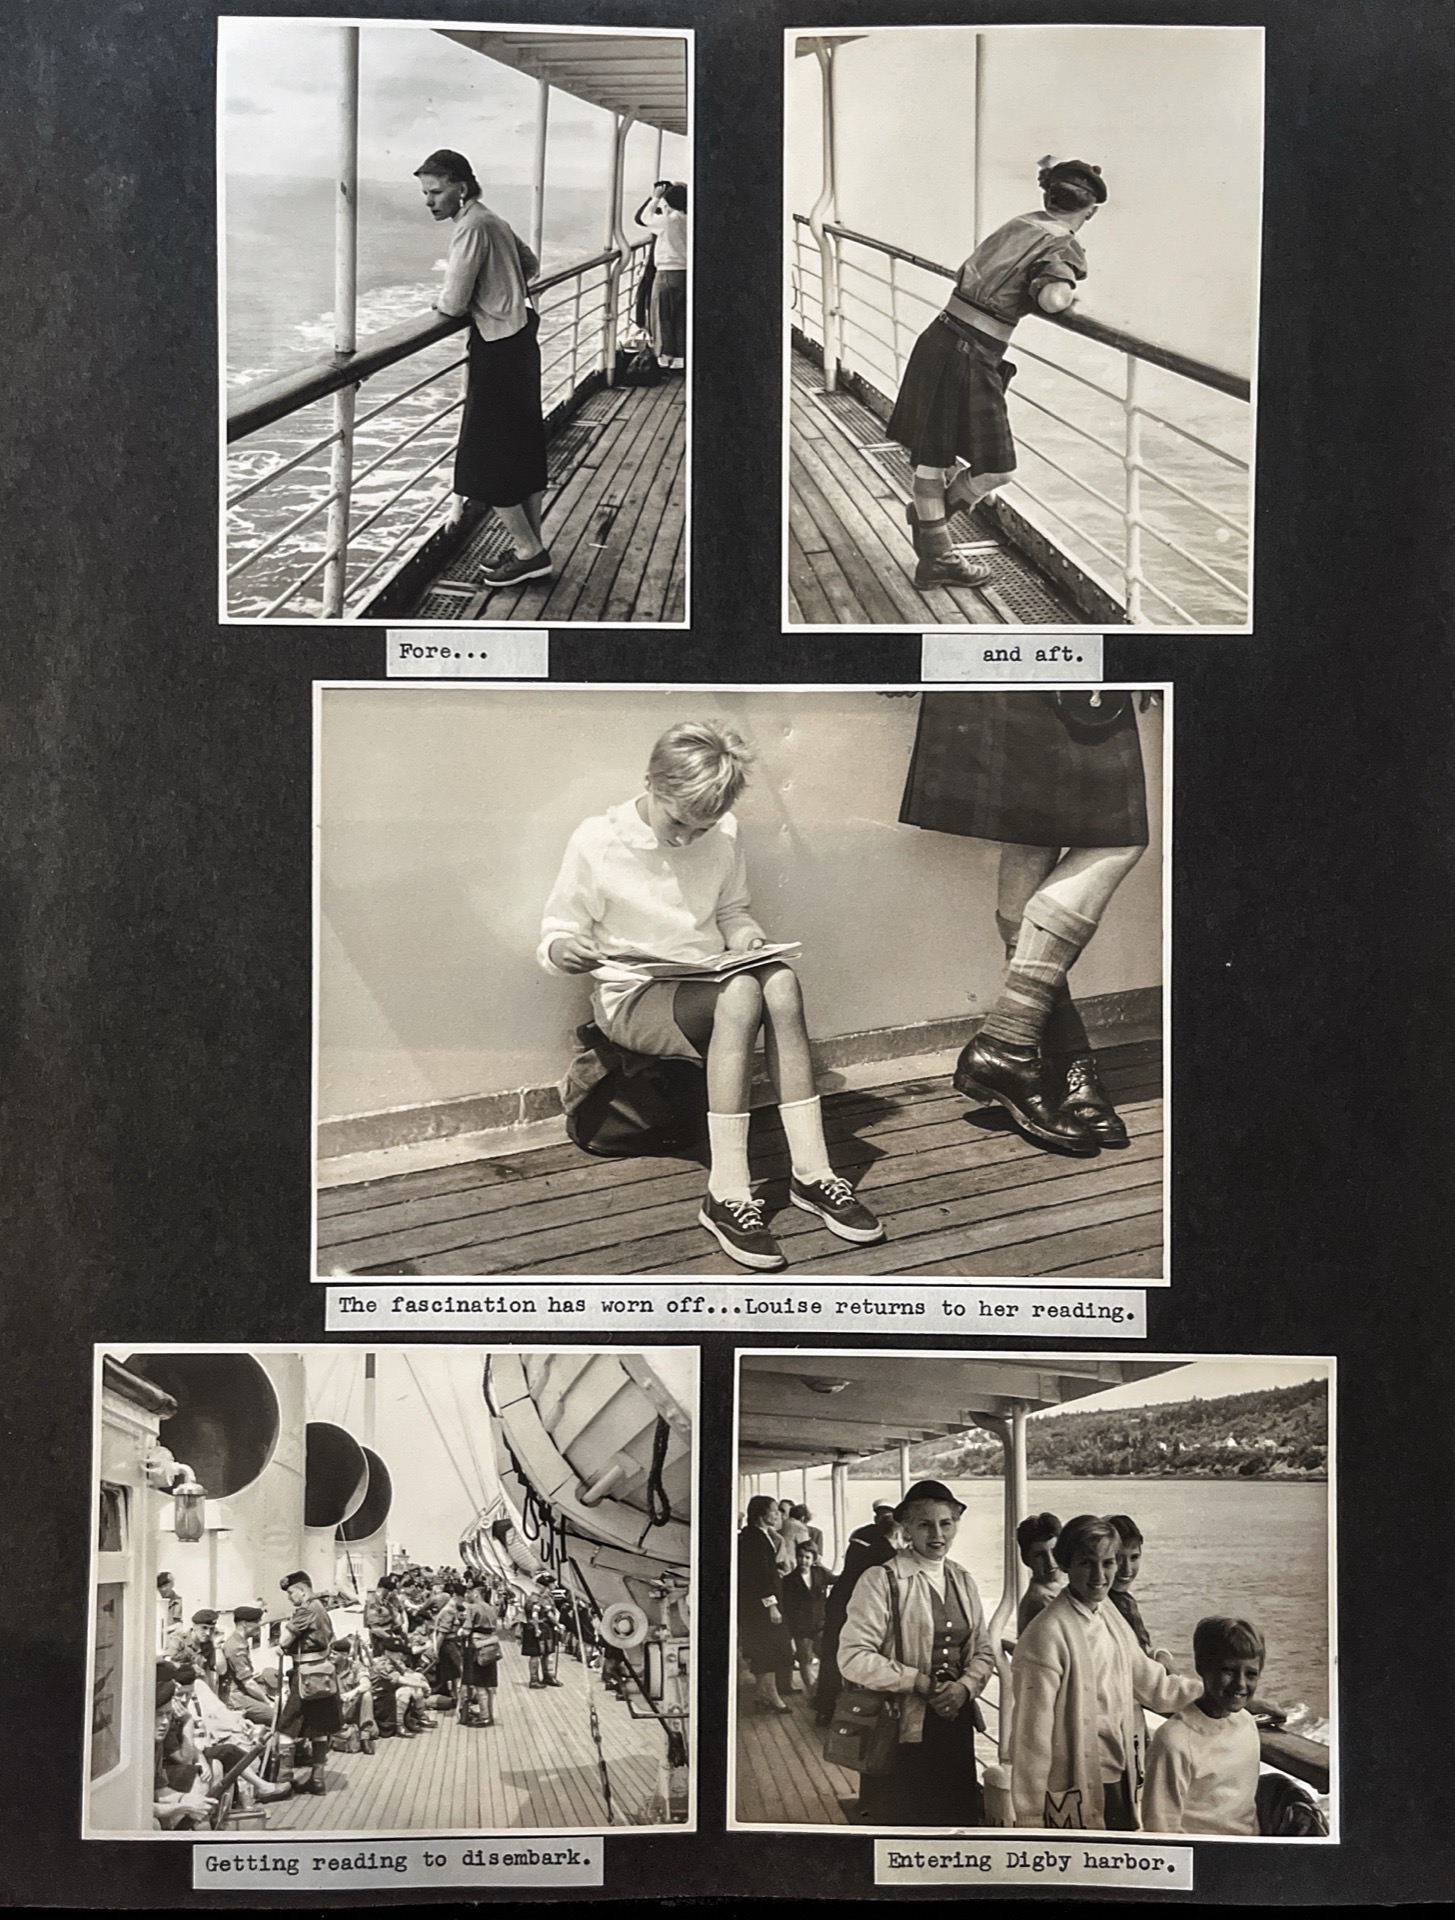 Fore...
and aft.
The fascination has worn off...Louise returns to her reading.
M
Getting reading to disembark.
Entering Digby harbor.